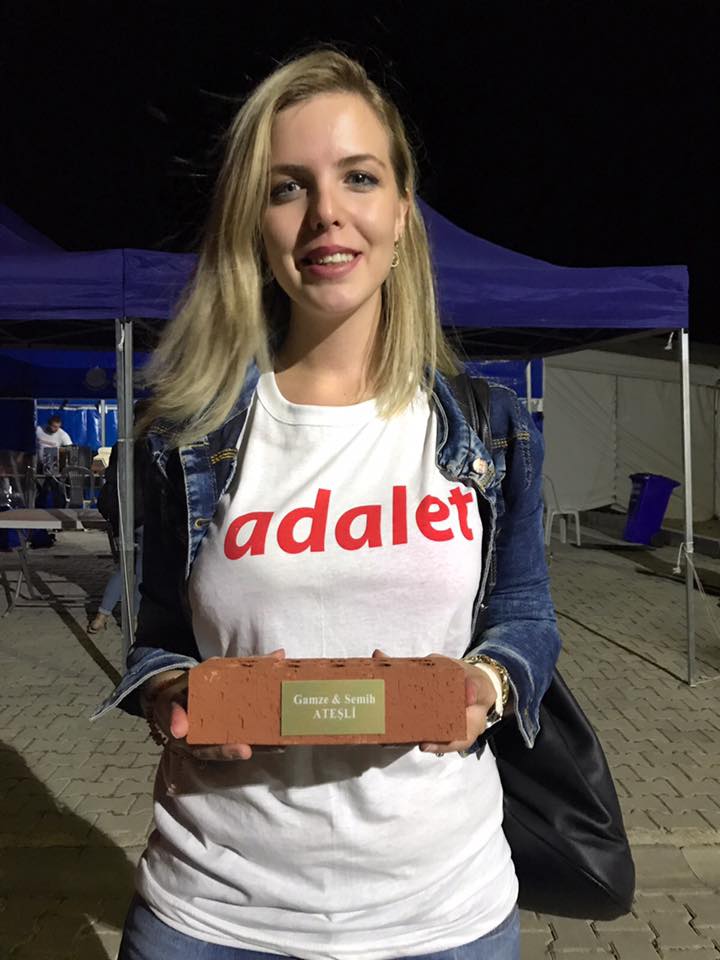 adalet
Gamze & Semih
ATEŞLİ